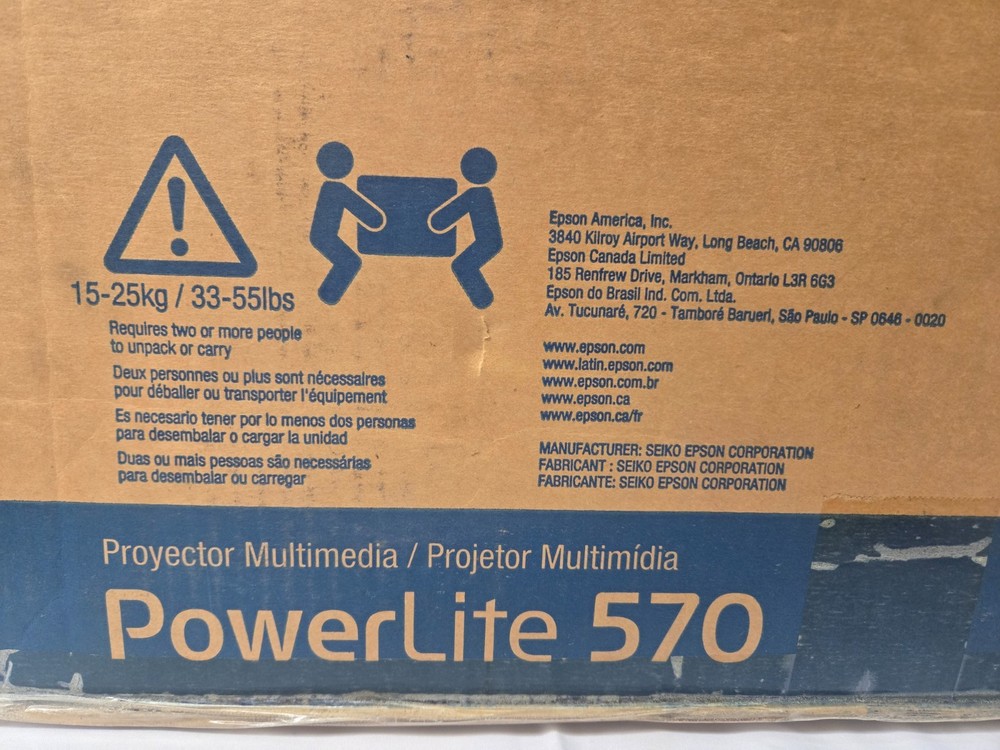 15-25kg / 33-55lbs
Requires two or more people
to unpack or carry
Deux personnes ou plus sont nécessaires
pour déballer ou transporter l'équipement
Es necesario tener por lo menos dos personas
para desembalar o cargar la unidad
Duas ou mais pessoas são necessárias
para desembalar ou carregar
Epson America, Inc.
3840 Kilroy Airport Way, Long Beach, CA 90806
Epson Canada Limited
185 Renfrew Drive, Markham, Ontario L3R 6G3
Epson do Brasil Ind. Com. Ltda.
Av. Tucunaré, 720 - Tamboré Barueri, São Paulo - SP 0646 - 0020
www.epson.com
www.latin.epson.com
www.epson.com.br
www.epson.ca
www.epson.ca/fr
MANUFACTURER: SEIKO EPSON CORPORATION
FABRICANT : SEIKO EPSON CORPORATION
FABRICANTE: SEIKO EPSON CORPORATION
Proyector Multimedia / Projetor Multimídia
PowerLite 570